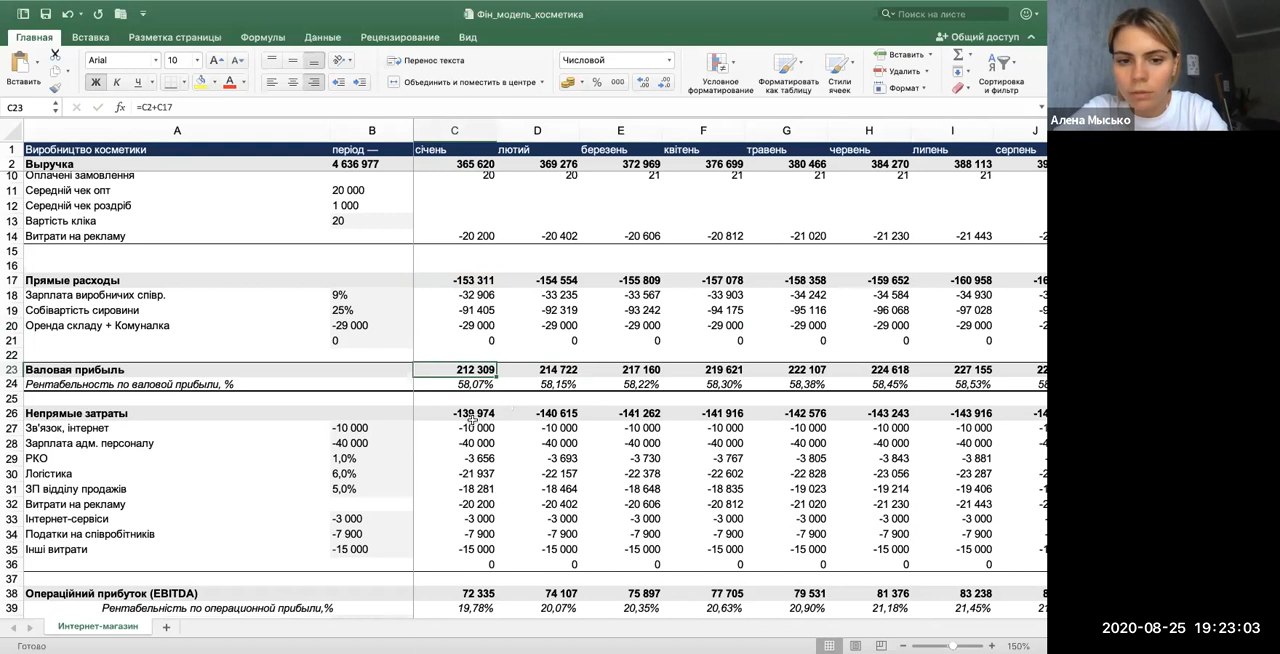 Фін_модель_косметика
Поиск на листе
Главная Вставка Разметка страницы Формулы Данные Рецензирование Вид Общий доступ
Вставить Arial 10 Ж К Ч Перенос текста Объединить и поместить в центре Числовой % 000 Условное форматирование Форматировать как таблицу Стили ячеек Вставить Удалить Формат Сортировка и фильтр
C23 fx =C2+C17
A B C D E F G H I J
1 Виробництво косметики період — січень лютий березень квітень травень червень липень серпень
2 Выручка 4 636 977 365 620 369 276 372 969 376 699 380 466 384 270 388 113 39
10 Оплачені замовлення 20 20 21 21 21 21 21
11 Середній чек опт 20 000
12 Середній чек роздріб 1 000
13 Вартість кліка 20
14 Витрати на рекламу -20 200 -20 402 -20 606 -20 812 -21 020 -21 230 -21 443 -2
15
16
17 Прямые расходы -153 311 -154 554 -155 809 -157 078 -158 358 -159 652 -160 958 -16
18 Зарплата виробничих співр. 9% -32 906 -33 235 -33 567 -33 903 -34 242 -34 584 -34 930 -3
19 Собівартість сировини 25% -91 405 -92 319 -93 242 -94 175 -95 116 -96 068 -97 028 -9
20 Оренда складу + Комуналка -29 000 -29 000 -29 000 -29 000 -29 000 -29 000 -29 000 -29 000 -2
21 0 0 0 0 0 0 0 0
22
23 Валовая прибыль 212 309 214 722 217 160 219 621 222 107 224 618 227 155 22
24 Рентабельность по валовой прибыли, % 58,07% 58,15% 58,22% 58,30% 58,38% 58,45% 58,53% 58
25
26 Непрямые затраты -139 974 -140 615 -141 262 -141 916 -142 576 -143 243 -143 916 -14
27 Зв'язок, інтернет -10 000 -10 000 -10 000 -10 000 -10 000 -10 000 -10 000 -10 000 -1
28 Зарплата адм. персоналу -40 000 -40 000 -40 000 -40 000 -40 000 -40 000 -40 000 -40 000 -4
29 РКО 1,0% -3 656 -3 693 -3 730 -3 767 -3 805 -3 843 -3 881
30 Логістика 6,0% -21 937 -22 157 -22 378 -22 602 -22 828 -23 056 -23 287 -2
31 ЗП відділу продажів 5,0% -18 281 -18 464 -18 648 -18 835 -19 023 -19 214 -19 406 -1
32 Витрати на рекламу -20 200 -20 402 -20 606 -20 812 -21 020 -21 230 -21 443 -2
33 Інтернет-сервіси -3 000 -3 000 -3 000 -3 000 -3 000 -3 000 -3 000 -3 000
34 Податки на співробітників -7 900 -7 900 -7 900 -7 900 -7 900 -7 900 -7 900 -7 900
35 Інші витрати -15 000 -15 000 -15 000 -15 000 -15 000 -15 000 -15 000 -15 000 -1
36 0 0 0 0 0 0 0
37
38 Операційний прибуток (EBITDA) 72 335 74 107 75 897 77 705 79 531 81 376 83 238 8
39 Рентабельність по операционной прибыли,% 19,78% 20,07% 20,35% 20,63% 20,90% 21,18% 21,45% 21
Интернет-магазин
Готово 150%
Алена Мысько
2020-08-25 19:23:03